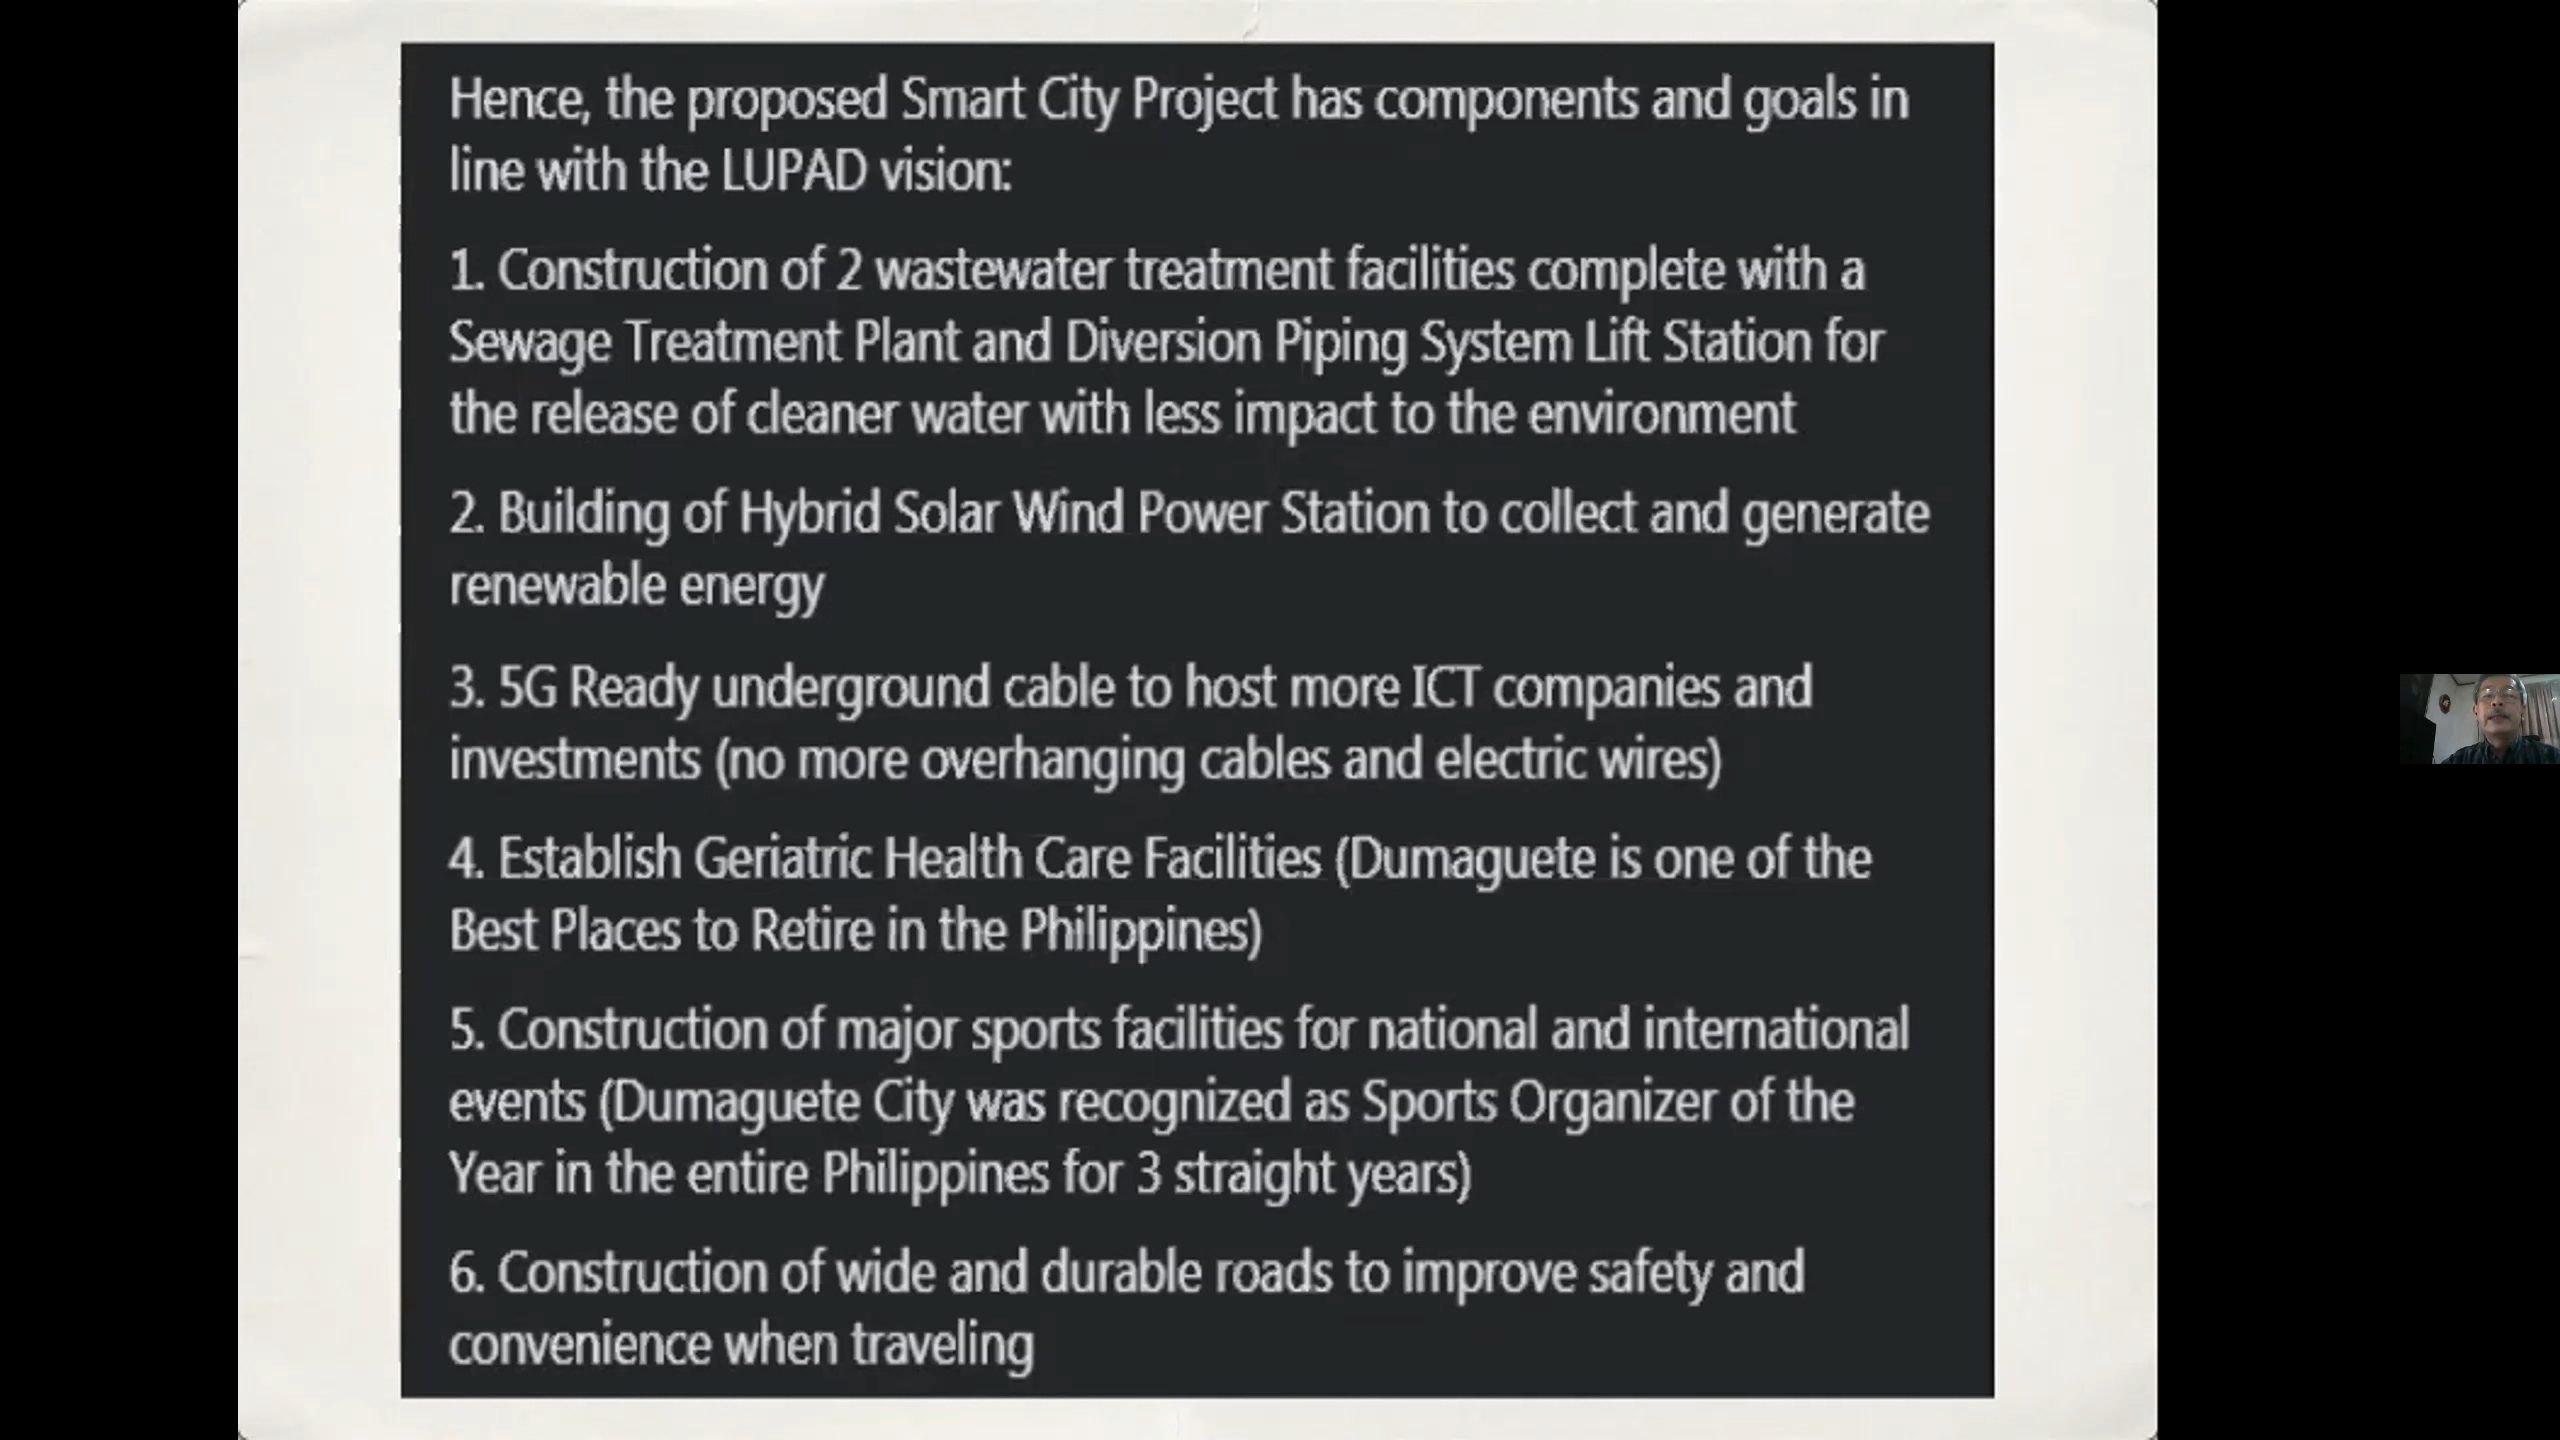 Hence, the proposed Smart City Project has components and goals in
line with the LUPAD vision:
1. Construction of 2 wastewater treatment facilities complete with a
Sewage Treatment Plant and Diversion Piping System Lift Station for
the release of cleaner water with less impact to the environment
2. Building of Hybrid Solar Wind Power Station to collect and generate
renewable energy
3. 5G Ready underground cable to host more ICT companies and
investments (no more overhanging cables and electric wires)
4. Establish Geriatric Health Care Facilities (Dumaguete is one of the
Best Places to Retire in the Philippines)
5. Construction of major sports facilities for national and international
events (Dumaguete City was recognized as Sports Organizer of the
Year in the entire Philippines for 3 straight years)
6. Construction of wide and durable roads to improve safety and
convenience when traveling